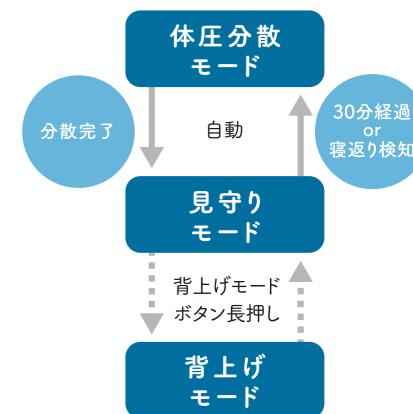 体圧分散
モード
分散完了
自動
30分経過
or
寝返り検知
見守り
モード
背上げモード
ボタン長押し
背上げ
モード